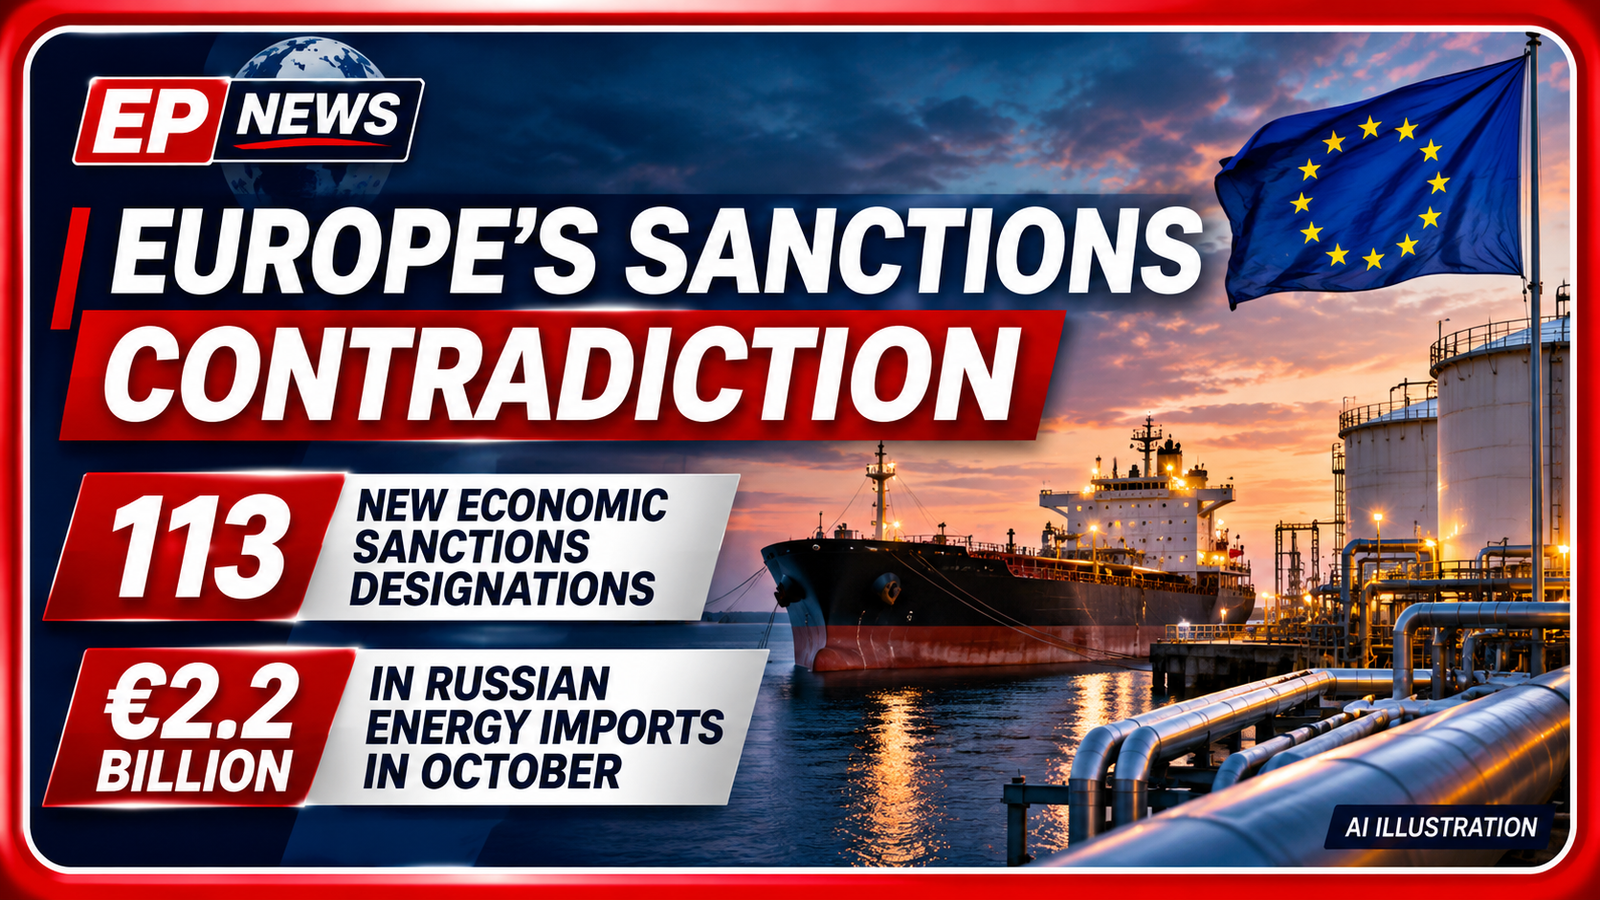 EP NEWS
EUROPE'S SANCTIONS
CONTRADICTION
113
NEW ECONOMIC
SANCTIONS
DESIGNATIONS
€2.2
BILLION
IN RUSSIAN
ENERGY IMPORTS
IN OCTOBER
AI ILLUSTRATION